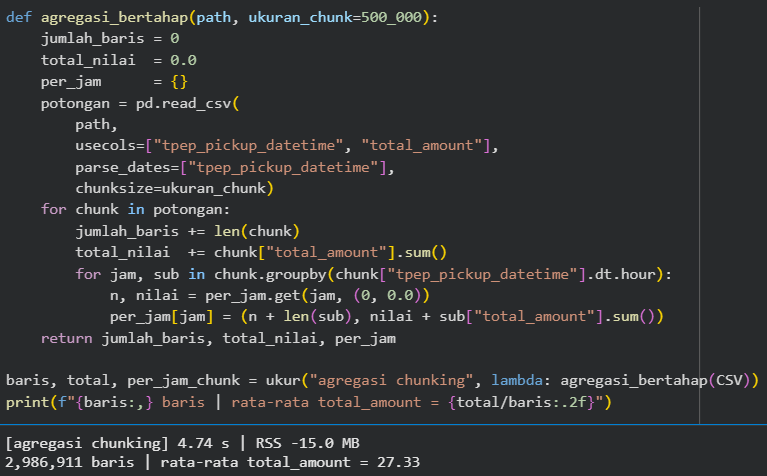 def agregasi_bertahap(path, ukuran_chunk=500_000):
    jumlah_baris = 0
    total_nilai  = 0.0
    per_jam      = {}
    potongan = pd.read_csv(
        path,
        usecols=["tpep_pickup_datetime", "total_amount"],
        parse_dates=["tpep_pickup_datetime"],
        chunksize=ukuran_chunk)
    for chunk in potongan:
        jumlah_baris += len(chunk)
        total_nilai  += chunk["total_amount"].sum()
        for jam, sub in chunk.groupby(chunk["tpep_pickup_datetime"].dt.hour):
            n, nilai = per_jam.get(jam, (0, 0.0))
            per_jam[jam] = (n + len(sub), nilai + sub["total_amount"].sum())
    return jumlah_baris, total_nilai, per_jam

baris, total, per_jam_chunk = ukur("agregasi chunking", lambda: agregasi_bertahap(CSV))
print(f"{baris:,} baris | rata-rata total_amount = {total/baris:.2f}")
[agregasi chunking] 4.74 s | RSS -15.0 MB
2,986,911 baris | rata-rata total_amount = 27.33